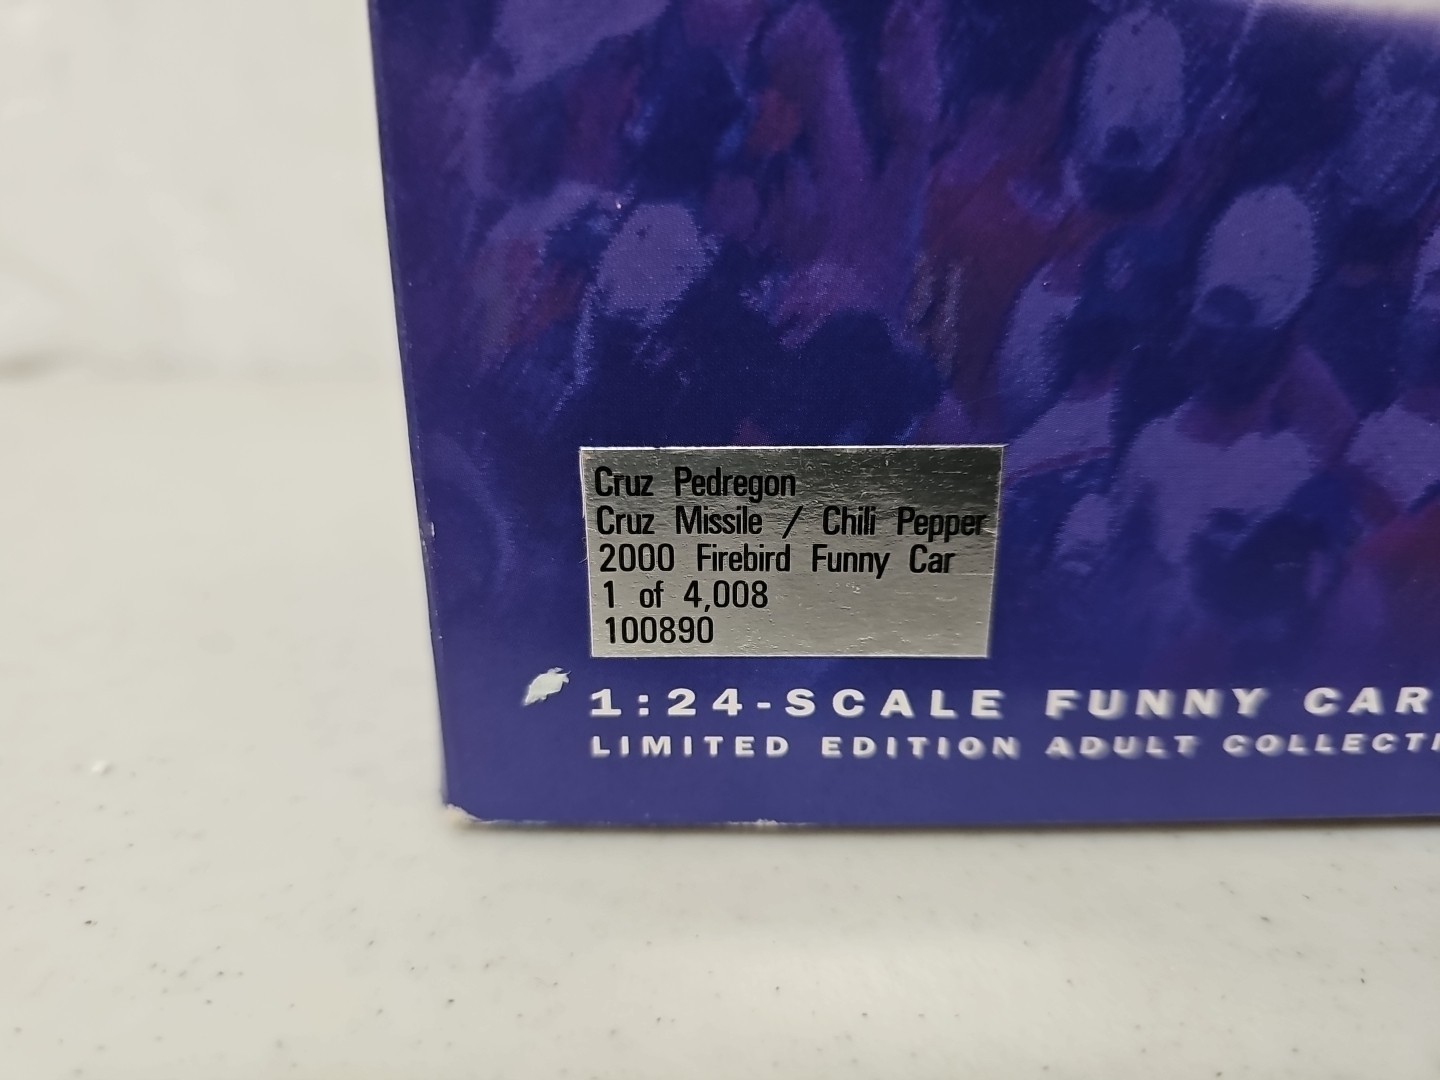 Cruz Pedregon
Cruz Missile / Chili Pepper
2000 Firebird Funny Car
1 of 4,008
100890
1:24-SCALE FUNNY CAR
LIMITED EDITION ADULT COLLECTI